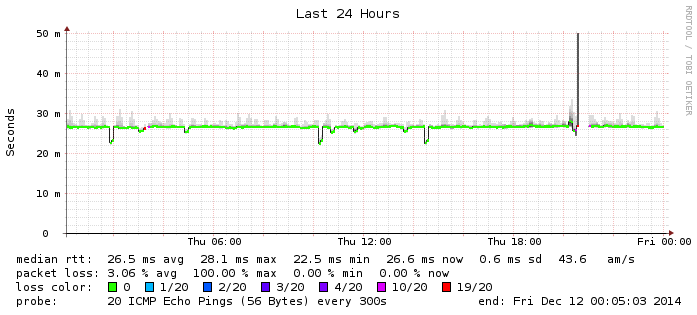 Last 24 Hours
RRDTOOL / TOBI OETIKER
Seconds
50 m
40 m
30 m
20 m
10 m
0
Thu 06:00 Thu 12:00 Thu 18:00 Fri 00:00
median rtt: 26.5 ms avg 28.1 ms max 22.5 ms min 26.6 ms now 0.6 ms sd 43.6 am/s
packet loss: 3.06 % avg 100.00 % max 0.00 % min 0.00 % now
loss color: 0 1/20 2/20 3/20 4/20 10/20 19/20
probe: 20 ICMP Echo Pings (56 Bytes) every 300s end: Fri Dec 12 00:05:03 2014